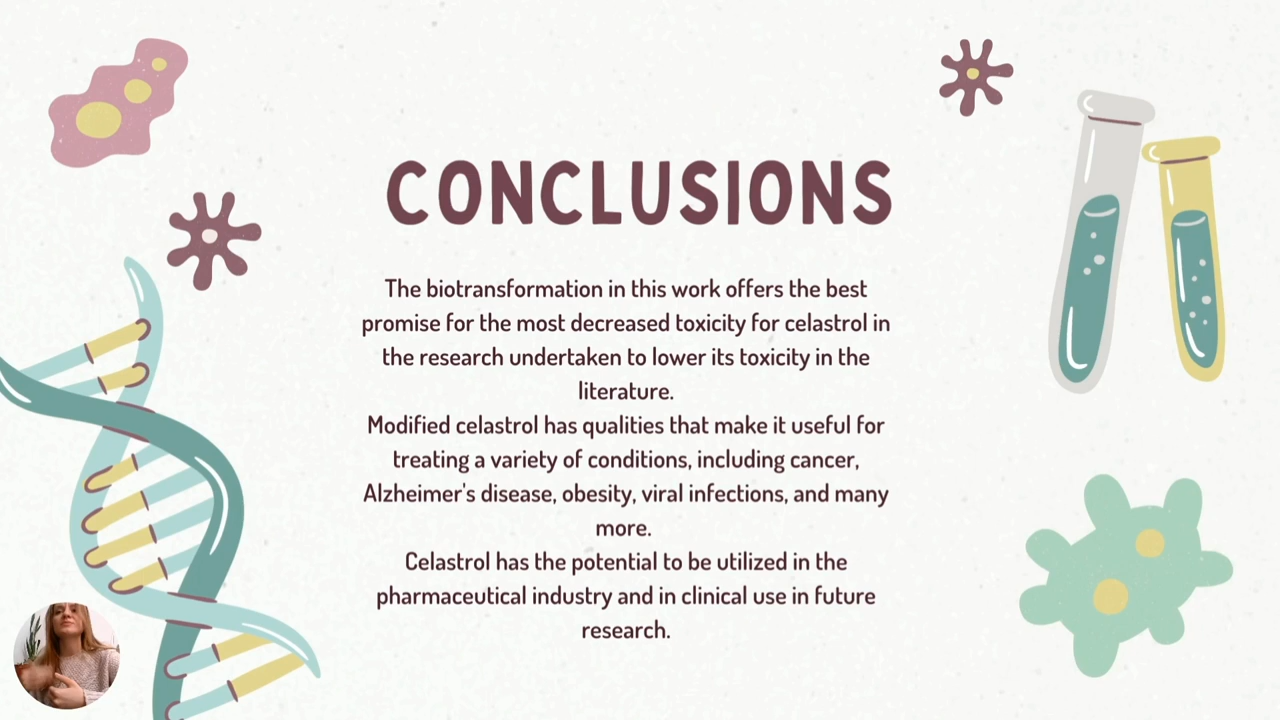 CONCLUSIONS
The biotransformation in this work offers the best
promise for the most decreased toxicity for celastrol in
the research undertaken to lower its toxicity in the
literature.
Modified celastrol has qualities that make it useful for
treating a variety of conditions, including cancer,
Alzheimer's disease, obesity, viral infections, and many
more.
Celastrol has the potential to be utilized in the
pharmaceutical industry and in clinical use in future
research.